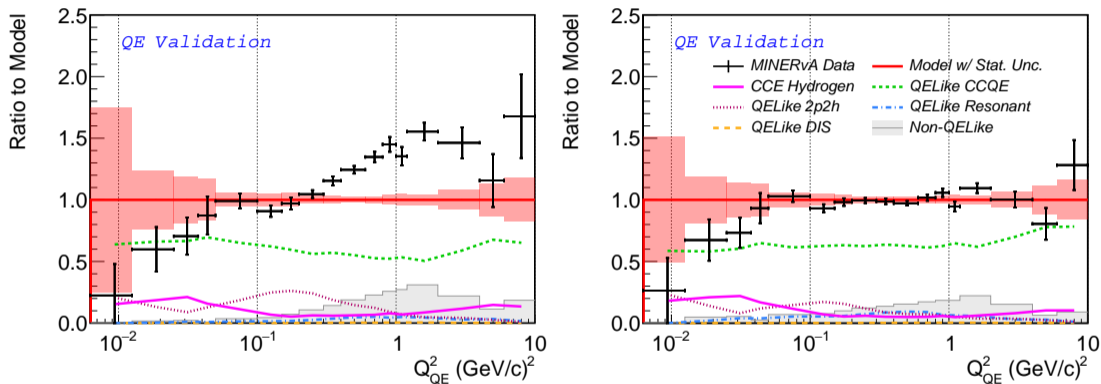 QE Validation
Ratio to Model
2.5
2.0
1.5
1.0
0.5
0.0
10⁻²
10⁻¹
1
10
Q²QE (GeV/c)²
QE Validation
MINERvA Data
Model w/ Stat. Unc.
CCE Hydrogen
QELike CCQE
QELike 2p2h
QELike Resonant
QELike DIS
Non-QELike
Ratio to Model
2.5
2.0
1.5
1.0
0.5
0.0
10⁻²
10⁻¹
1
10
Q²QE (GeV/c)²